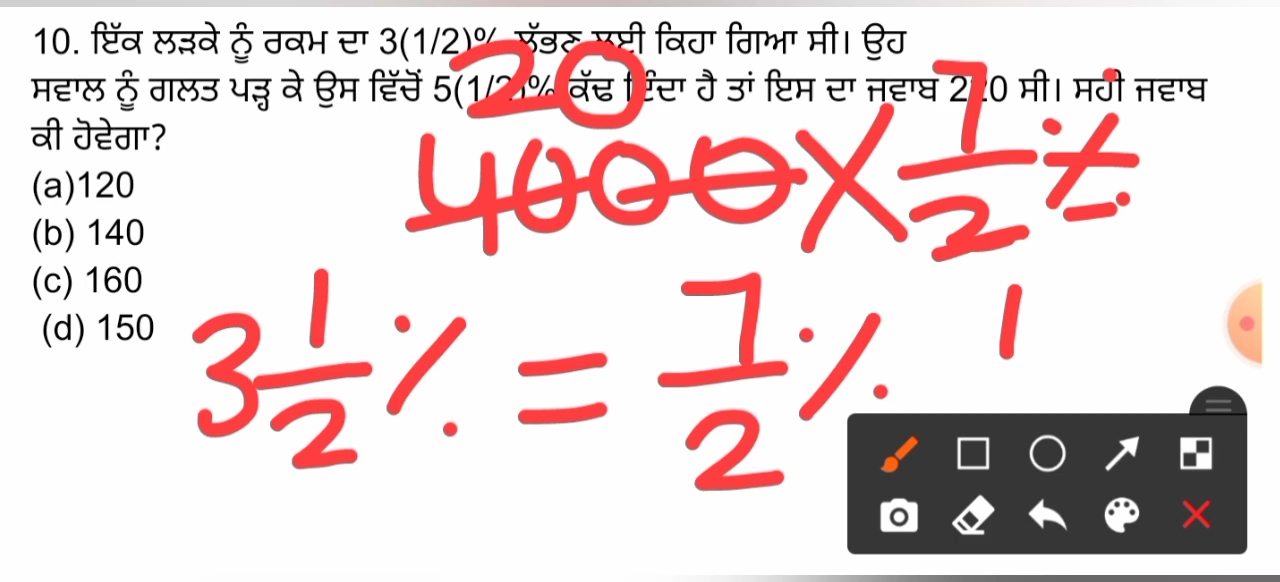 10. ਇੱਕ ਲੜਕੇ ਨੂੰ ਰਕਮ ਦਾ 3(1/2)% ਲੱਭਣ ਲਈ ਕਿਹਾ ਗਿਆ ਸੀ। ਉਹ
ਸਵਾਲ ਨੂੰ ਗਲਤ ਪੜ੍ਹ ਕੇ ਉਸ ਵਿੱਚੋਂ 5(1/2)% ਕੱਢ ਦਿੰਦਾ ਹੈ ਤਾਂ ਇਸ ਦਾ ਜਵਾਬ 220 ਸੀ। ਸਹੀ ਜਵਾਬ
ਕੀ ਹੋਵੇਗਾ?
20
4000 X 7/2 %
(a)120
(b) 140
(c) 160
(d) 150
3 1/2 % = 7/2 % 1